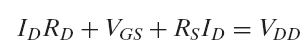 I_D R_D + V_{GS} + R_S I_D = V_{DD}